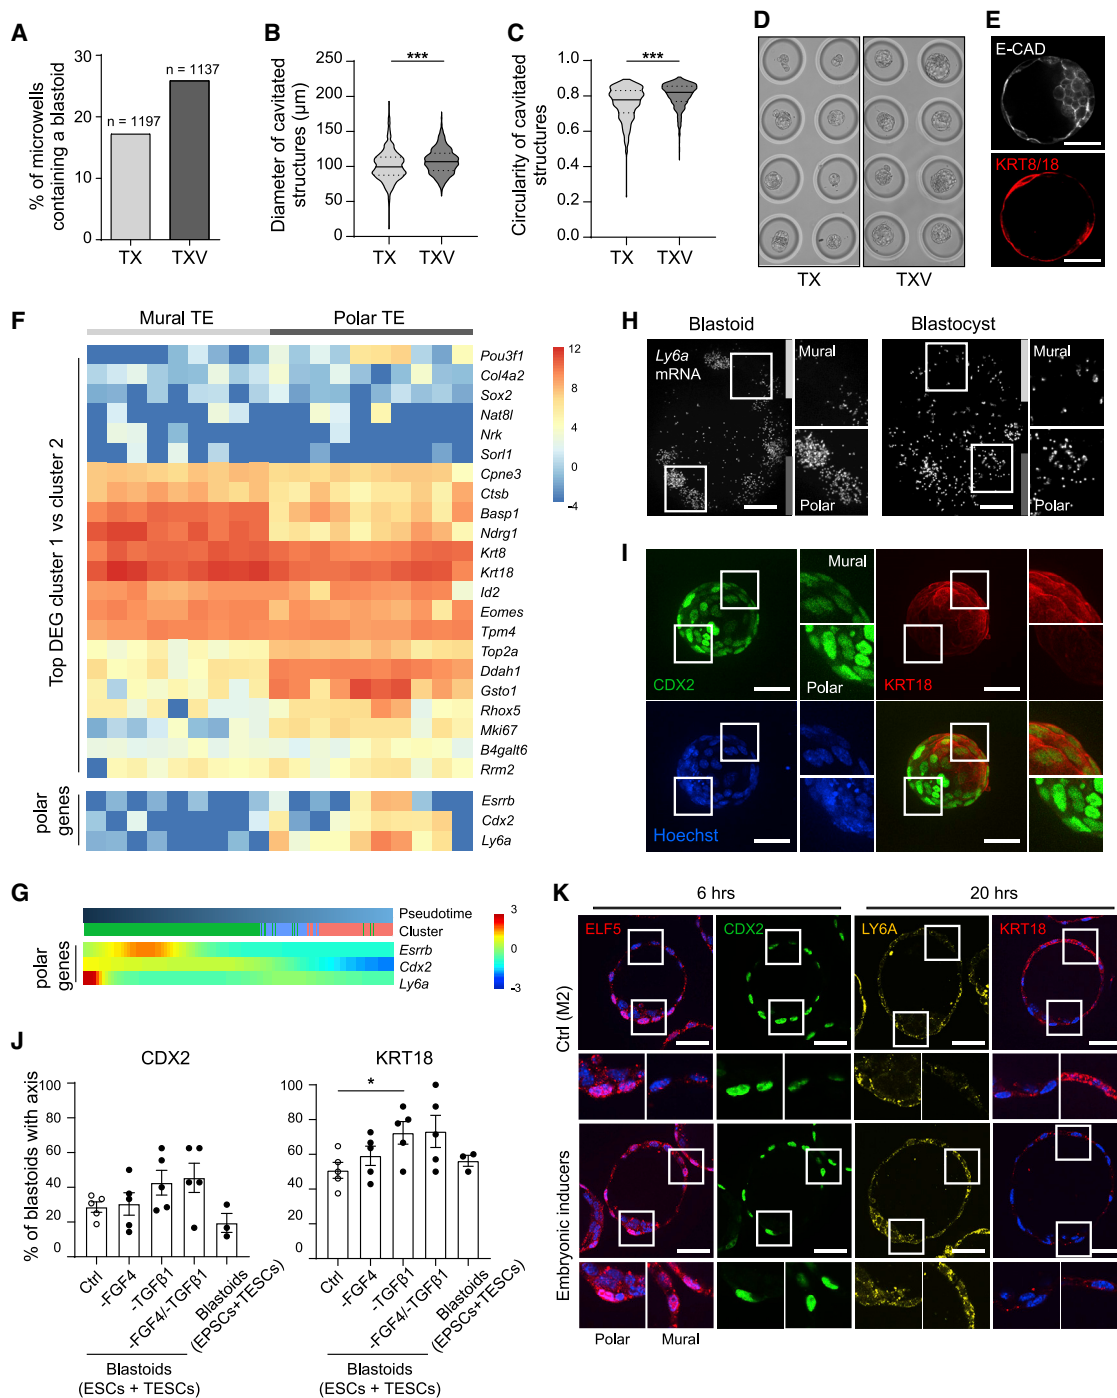 A
% of microwells
containing a blastoid
30
20
10
0
n = 1197
n = 1137
TX
TXV
B
Diameter of cavitated
structures (µm)
250
200
150
100
50
0
***
TX
TXV
C
Circularity of cavitated
structures
1.0
0.8
0.6
0.4
0.2
0.0
***
TX
TXV
D
TX
TXV
E
E-CAD
KRT8/18
F
Mural TE
Polar TE
Top DEG cluster 1 vs cluster 2
Pou3f1
Col4a2
Sox2
Nat8l
Nrk
Sorl1
Cpne3
Ctsb
Basp1
Ndrg1
Krt8
Krt18
Id2
Eomes
Tpm4
Top2a
Ddah1
Gsto1
Rhox5
Mki67
B4galt6
Rrm2
polar
genes
Esrrb
Cdx2
Ly6a
12
8
4
0
-4
G
Pseudotime
Cluster
polar
genes
Esrrb
Cdx2
Ly6a
3
0
-3
H
Blastoid
Blastocyst
Ly6a
mRNA
Mural
Polar
Mural
Polar
I
Mural
CDX2
Polar
KRT18
Hoechst
J
CDX2
KRT18
% of blastoids with axis
100
80
60
40
20
0
100
80
60
40
20
0
*
Ctrl
-FGF4
-TGFβ1
-FGF4/-TGFβ1
Blastoids
(EPSCs+TESCs)
Blastoids
(ESCs + TESCs)
Ctrl
-FGF4
-TGFβ1
-FGF4/-TGFβ1
Blastoids
(EPSCs+TESCs)
Blastoids
(ESCs + TESCs)
K
6 hrs
20 hrs
ELF5
CDX2
LY6A
KRT18
Ctrl (M2)
Embryonic inducers
Polar
Mural